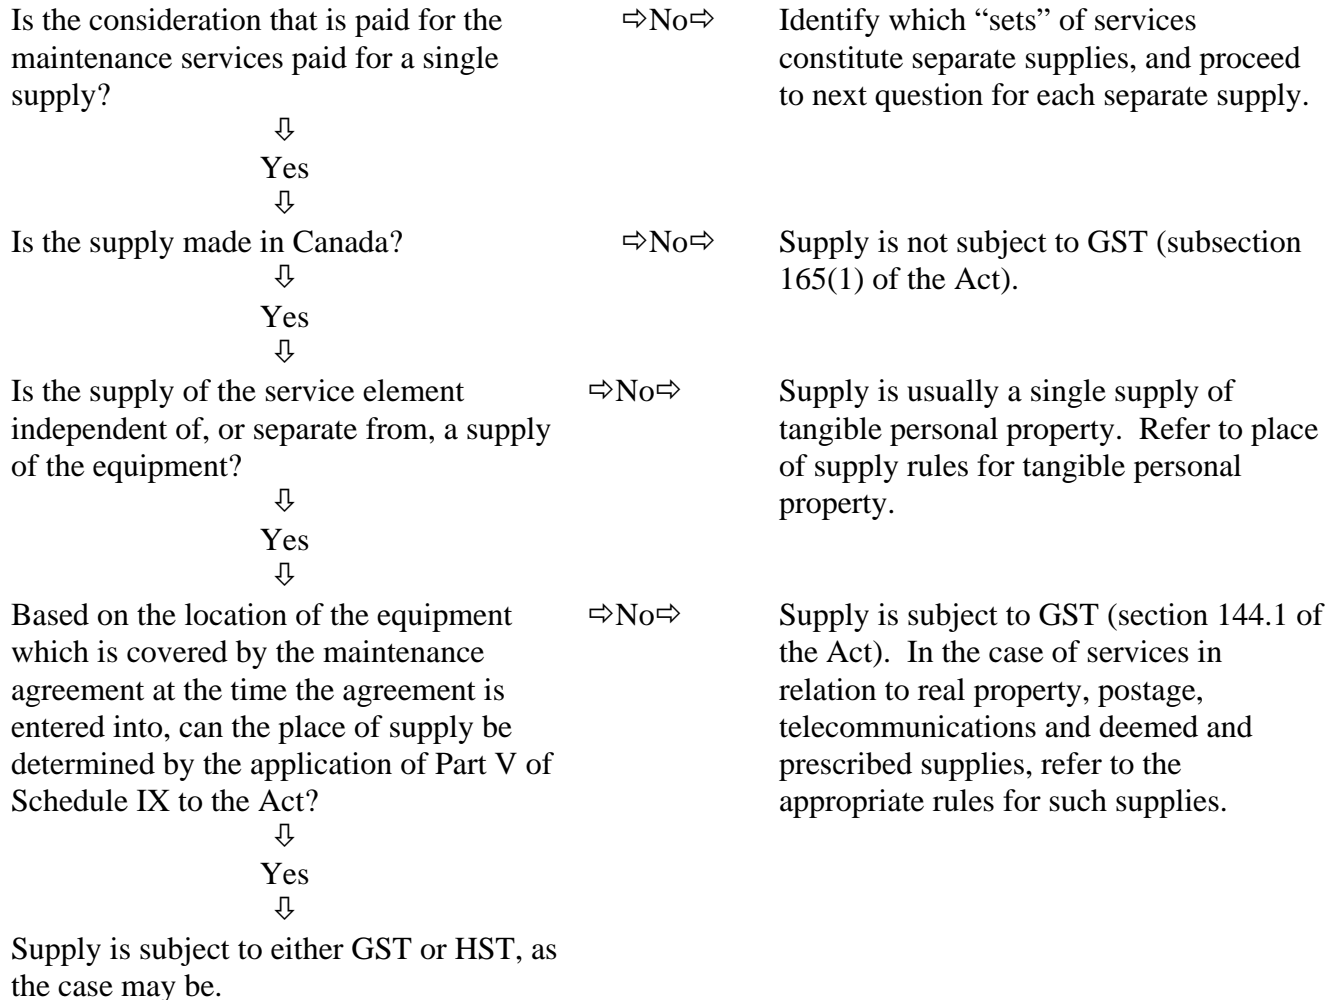 Is the consideration that is paid for the ⇨No⇨ Identify which “sets” of services
maintenance services paid for a single constitute separate supplies, and proceed
supply? to next question for each separate supply.
⇩
Yes
⇩
Is the supply made in Canada? ⇨No⇨ Supply is not subject to GST (subsection
⇩ 165(1) of the Act).
Yes
⇩
Is the supply of the service element ⇨No⇨ Supply is usually a single supply of
independent of, or separate from, a supply tangible personal property.  Refer to place
of the equipment? of supply rules for tangible personal
⇩ property.
Yes
⇩
Based on the location of the equipment ⇨No⇨ Supply is subject to GST (section 144.1 of
which is covered by the maintenance the Act).  In the case of services in
agreement at the time the agreement is relation to real property, postage,
entered into, can the place of supply be telecommunications and deemed and
determined by the application of Part V of prescribed supplies, refer to the
Schedule IX to the Act? appropriate rules for such supplies.
⇩
Yes
⇩
Supply is subject to either GST or HST, as
the case may be.